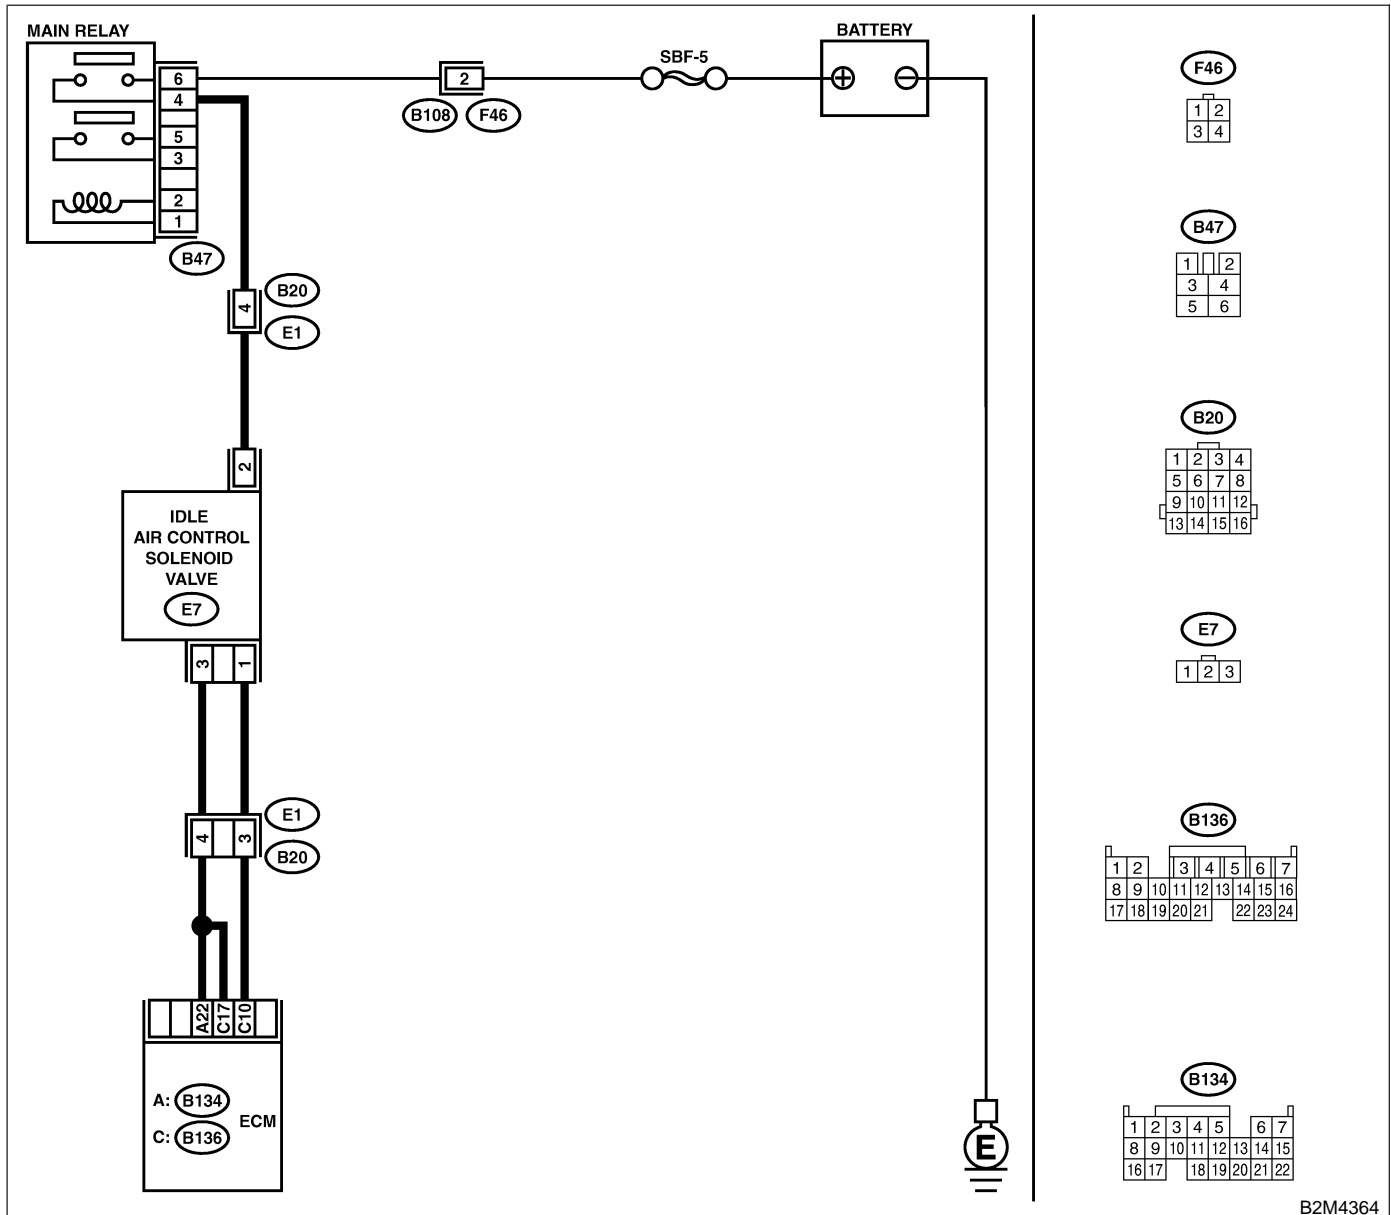 MAIN RELAY
6
4
5
3
2
1
B47
2
B108 F46
SBF-5
BATTERY
+ −
4
B20
E1
2
IDLE
AIR CONTROL
SOLENOID
VALVE
E7
3 1
E1
4 3
B20
A22 C17 C10
A: B134
ECM
C: B136
E
F46
1 2
3 4
B47
1 2
3 4
5 6
B20
1 2 3 4
5 6 7 8
9 10 11 12
13 14 15 16
E7
1 2 3
B136
1 2 3 4 5 6 7
8 9 10 11 12 13 14 15 16
17 18 19 20 21 22 23 24
B134
1 2 3 4 5 6 7
8 9 10 11 12 13 14 15
16 17 18 19 20 21 22
B2M4364